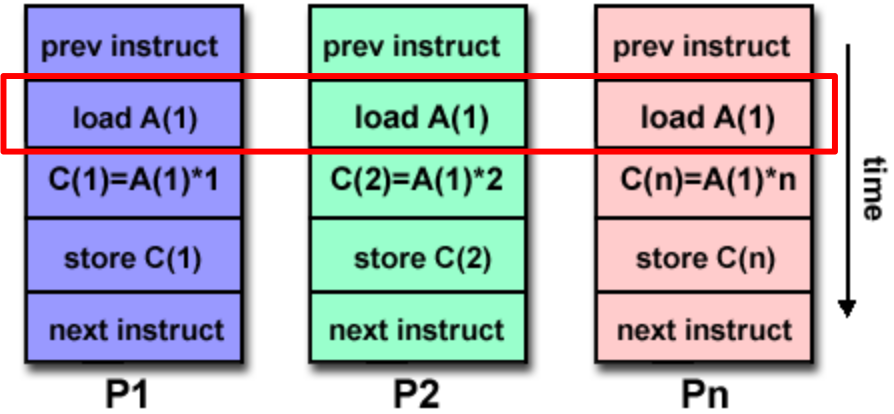 prev instruct prev instruct prev instruct
load A(1) load A(1) load A(1)
C(1)=A(1)*1 C(2)=A(1)*2 C(n)=A(1)*n
store C(1) store C(2) store C(n)
next instruct next instruct next instruct
P1 P2 Pn
time